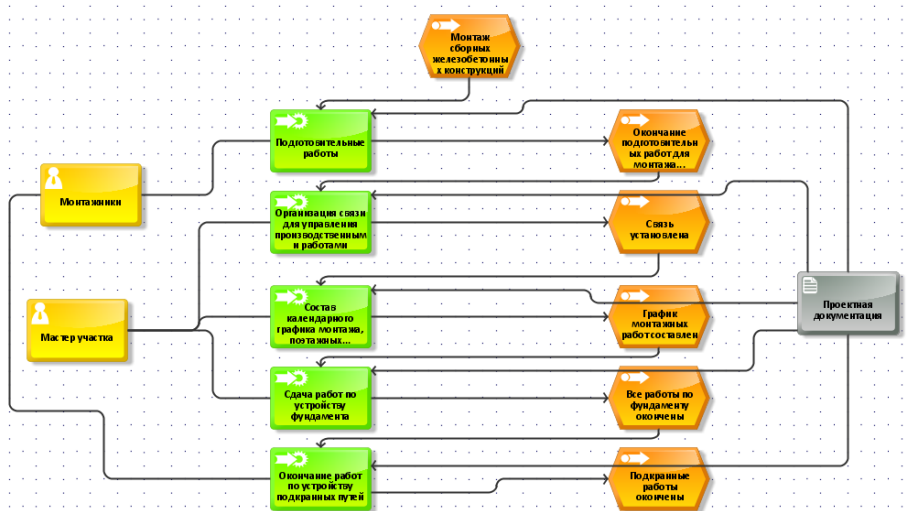 Монтаж
сборных
железобетонны
х конструкций
Подготовительные
работы
Окончание
подготовительн
ых работ для
монтажа...
Монтажники
Организация связи
для управления
производственным
и работами
Связь
установлена
Мастер участка
Состав
календарного
графика монтажа,
поэтажных...
График
монтажных
работ составлен
Проектная
документация
Сдача работ по
устройству
фундамента
Все работы по
фундаменту
окончены
Окончание работ
по устройству
подкранных путей
Подкранные
работы
окончены